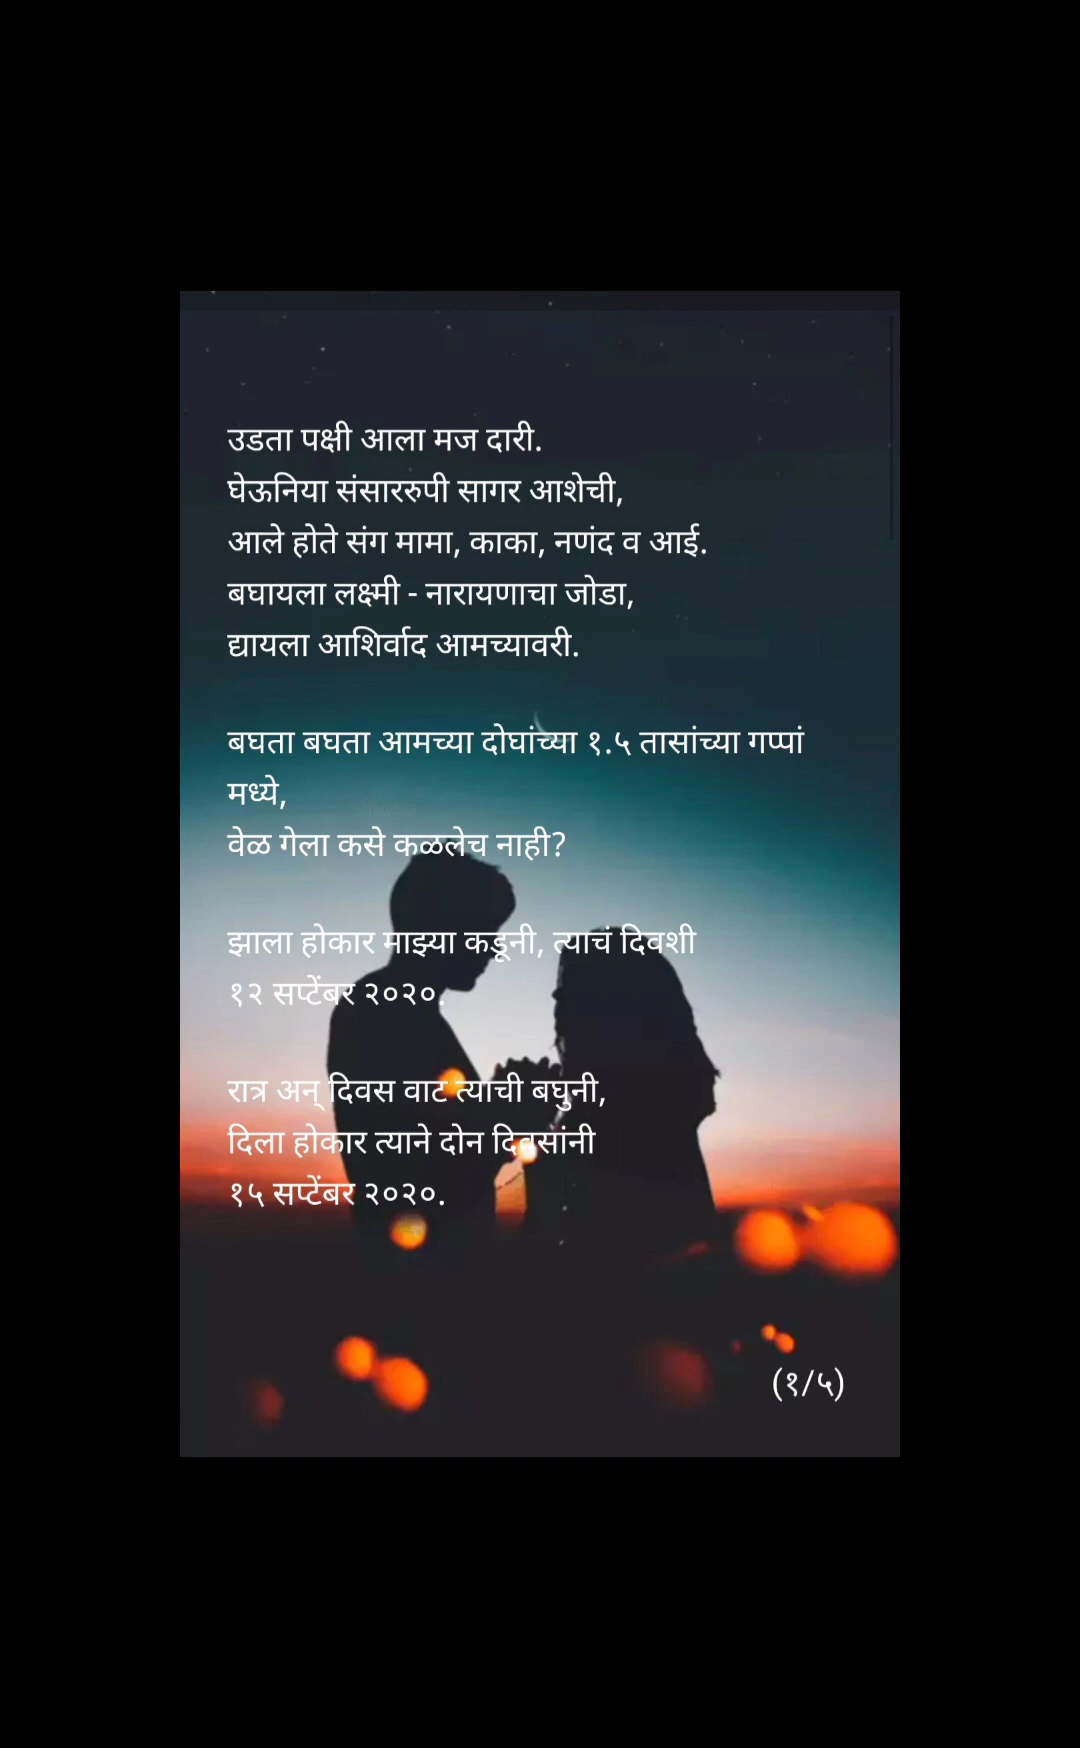 उडता पक्षी आला मज दारी.
घेऊनिया संसाररुपी सागर आशेची,
आले होते संग मामा, काका, नणंद व आई.
बघायला लक्ष्मी - नारायणाचा जोडा,
द्यायला आशिर्वाद आमच्यावरी.
बघता बघता आमच्या दोघांच्या १.५ तासांच्या गप्पां
मध्ये,
वेळ गेला कसे कळलेच नाही?
झाला होकार माझ्या कडूनी, त्याचं दिवशी
१२ सप्टेंबर २०२०.
रात्र अन् दिवस वाट त्याची बघुनी,
दिला होकार त्याने दोन दिवसांनी
१५ सप्टेंबर २०२०.
(१/५)